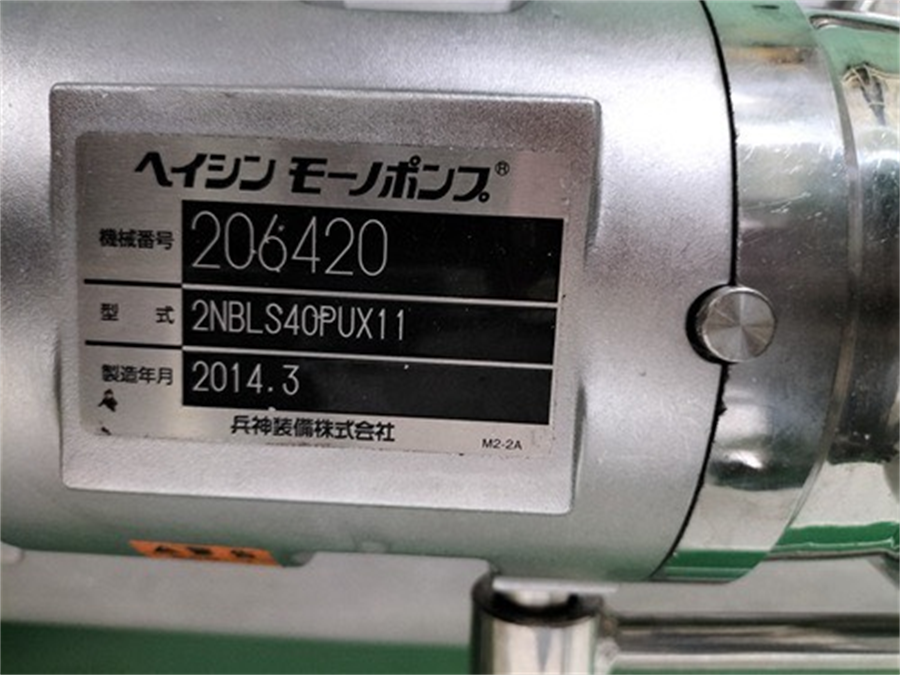 ヘイシン モーノポンプ®
機械番号 206420
型式 2NBLS40PUX11
製造年月 2014.3
兵神装備株式会社
M2-2A